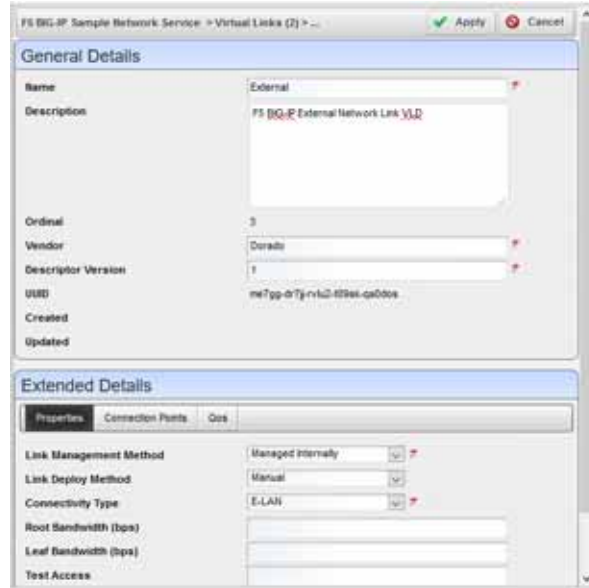 F5 BIG-IP Sample Network Service > Virtual Links (2) > ...
Apply
Cancel
General Details
Name
External
Description
F5 BIG-IP External Network Link VLD
Ordinal
3
Vendor
Dorado
Descriptor Version
1
UUID
Created
Updated
Extended Details
Properties
Connection Points
Qos
Link Management Method
Managed Internally
Link Deploy Method
Manual
Connectivity Type
E-LAN
Root Bandwidth (bps)
Leaf Bandwidth (bps)
Test Access